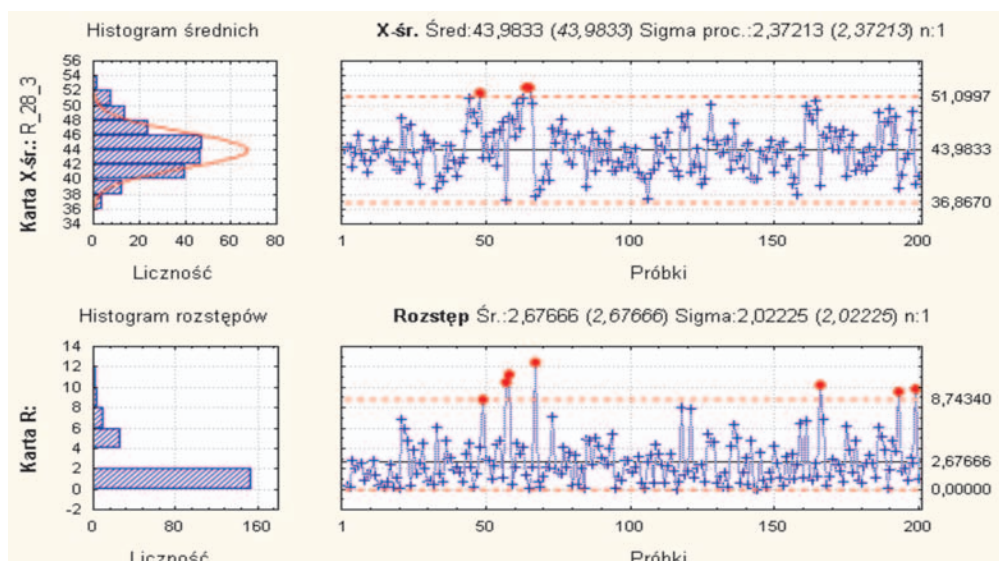 Histogram średnich
X-śr. Śred:43,9833 (43,9833) Sigma proc.:2,37213 (2,37213) n:1
Karta X-śr.: R_28_3
56
54
52
50
48
46
44
42
40
38
36
34
0 20 40 60 80
Liczność
51,0997
43,9833
36,8670
1 50 100 150 200
Próbki
Histogram rozstępów
Rozstęp Śr.:2,67666 (2,67666) Sigma:2,02225 (2,02225) n:1
Karta R:
14
12
10
8
6
4
2
0
-2
0 80 160
Liczność
8,74340
2,67666
0,00000
1 50 100 150 200
Próbki